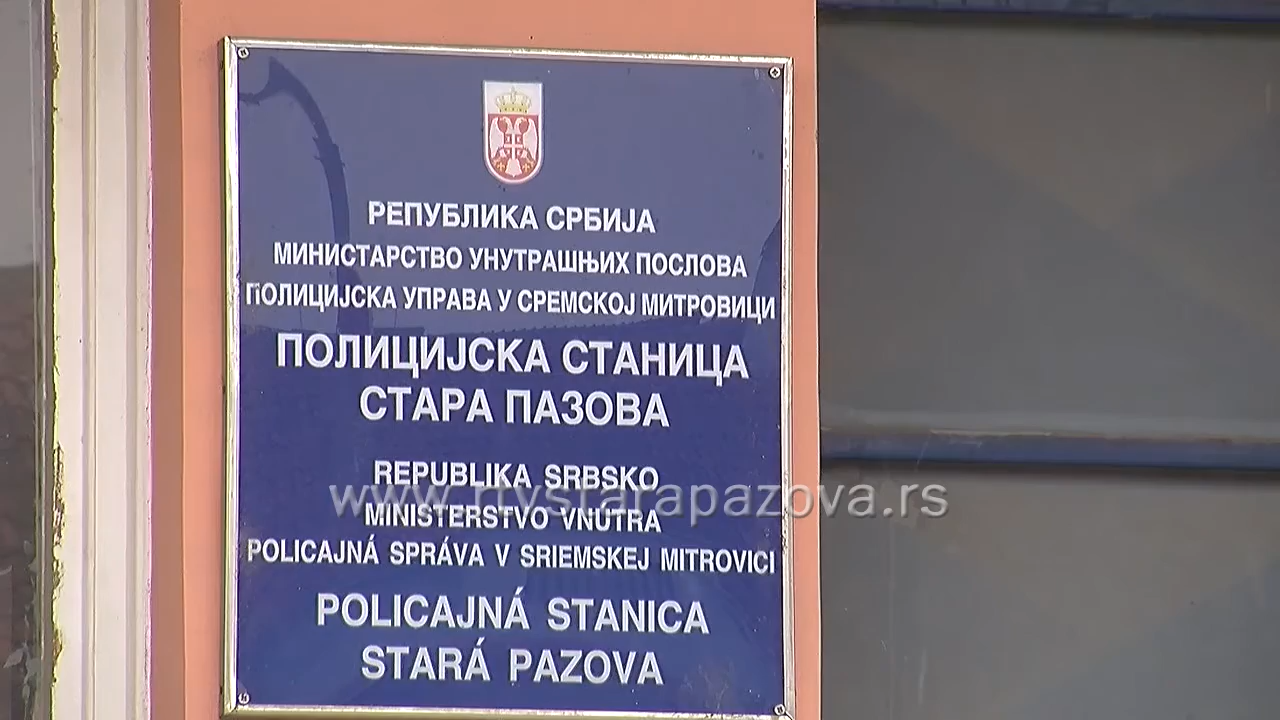 РЕПУБЛИКА СРБИЈА
МИНИСТАРСТВО УНУТРАШЊИХ ПОСЛОВА
ПОЛИЦИЈСКА УПРАВА У СРЕМСКОЈ МИТРОВИЦИ
ПОЛИЦИЈСКА СТАНИЦА
СТАРА ПАЗОВА
REPUBLIKA SRBSKO
www.rtvstarapazova.rs
MINISTERSTVO VNÚTRA
POLICAJNÁ SPRÁVA V SRIEMSKEJ MITROVICI
POLICAJNÁ STANICA
STARÁ PAZOVA